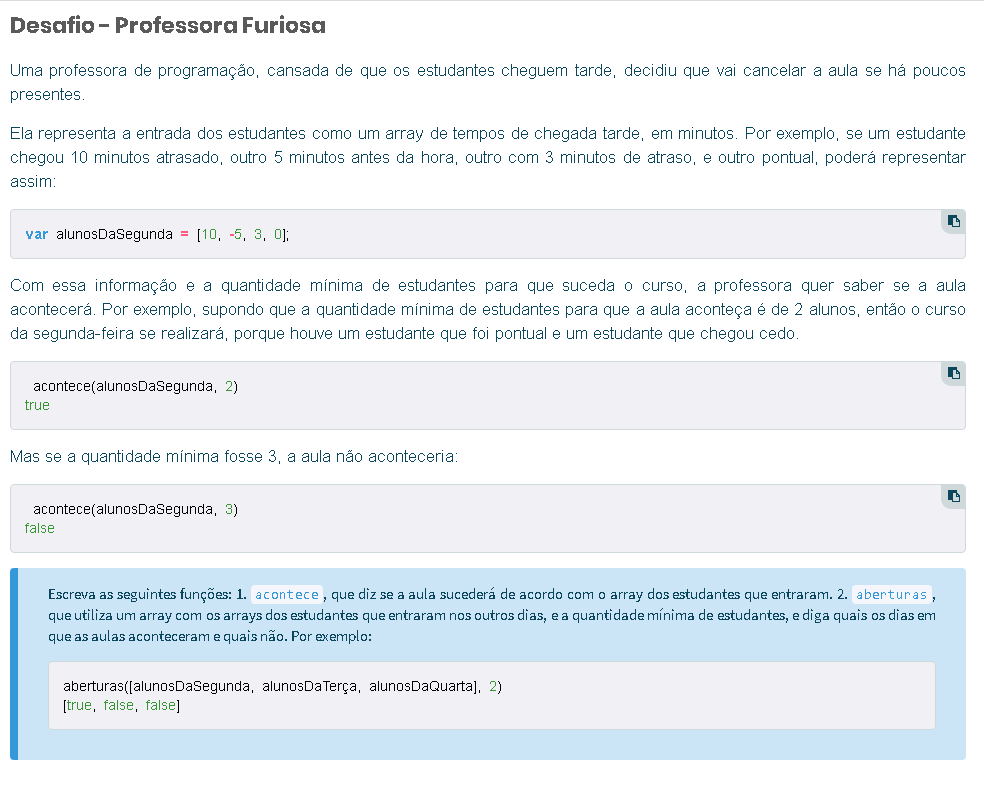 Desafio - Professora Furiosa
Uma professora de programação, cansada de que os estudantes cheguem tarde, decidiu que vai cancelar a aula se há poucos
presentes.
Ela representa a entrada dos estudantes como um array de tempos de chegada tarde, em minutos. Por exemplo, se um estudante
chegou 10 minutos atrasado, outro 5 minutos antes da hora, outro com 3 minutos de atraso, e outro pontual, poderá representar
assim:
var alunosDaSegunda = [10, -5, 3, 0];
Com essa informação e a quantidade mínima de estudantes para que suceda o curso, a professora quer saber se a aula
acontecerá. Por exemplo, supondo que a quantidade mínima de estudantes para que a aula aconteça é de 2 alunos, então o curso
da segunda-feira se realizará, porque houve um estudante que foi pontual e um estudante que chegou cedo.
acontece(alunosDaSegunda, 2)
true
Mas se a quantidade mínima fosse 3, a aula não aconteceria:
acontece(alunosDaSegunda, 3)
false
Escreva as seguintes funções: 1. acontece, que diz se a aula sucederá de acordo com o array dos estudantes que entraram. 2. aberturas,
que utiliza um array com os arrays dos estudantes que entraram nos outros dias, e a quantidade mínima de estudantes, e diga quais os dias em
que as aulas aconteceram e quais não. Por exemplo:
aberturas([alunosDaSegunda, alunosDaTerça, alunosDaQuarta], 2)
[true, false, false]